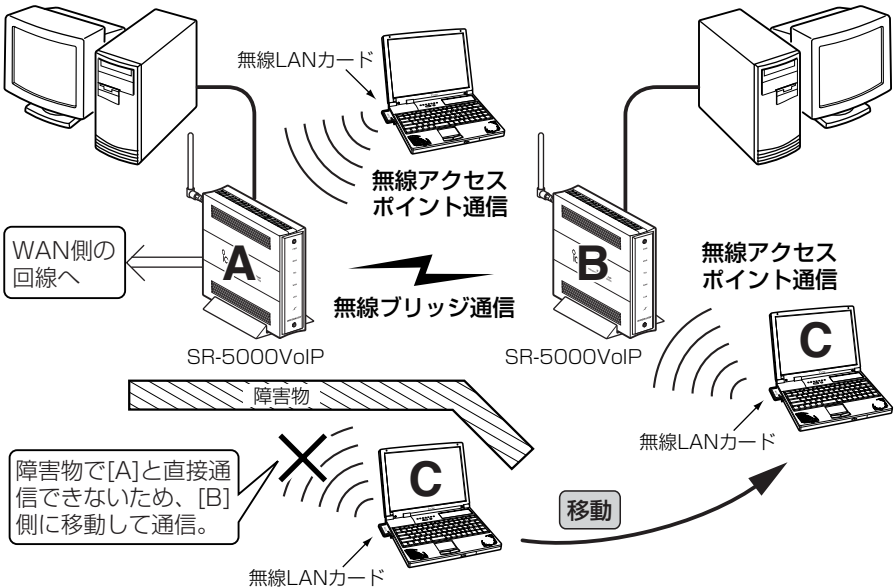 無線LANカード
無線アクセス
ポイント通信
WAN側の
回線へ
A
B
無線ブリッジ通信
SR-5000VoIP
SR-5000VoIP
無線アクセス
ポイント通信
C
無線LANカード
障害物
障害物で[A]と直接通
信できないため、[B]
側に移動して通信。
C
移動
無線LANカード